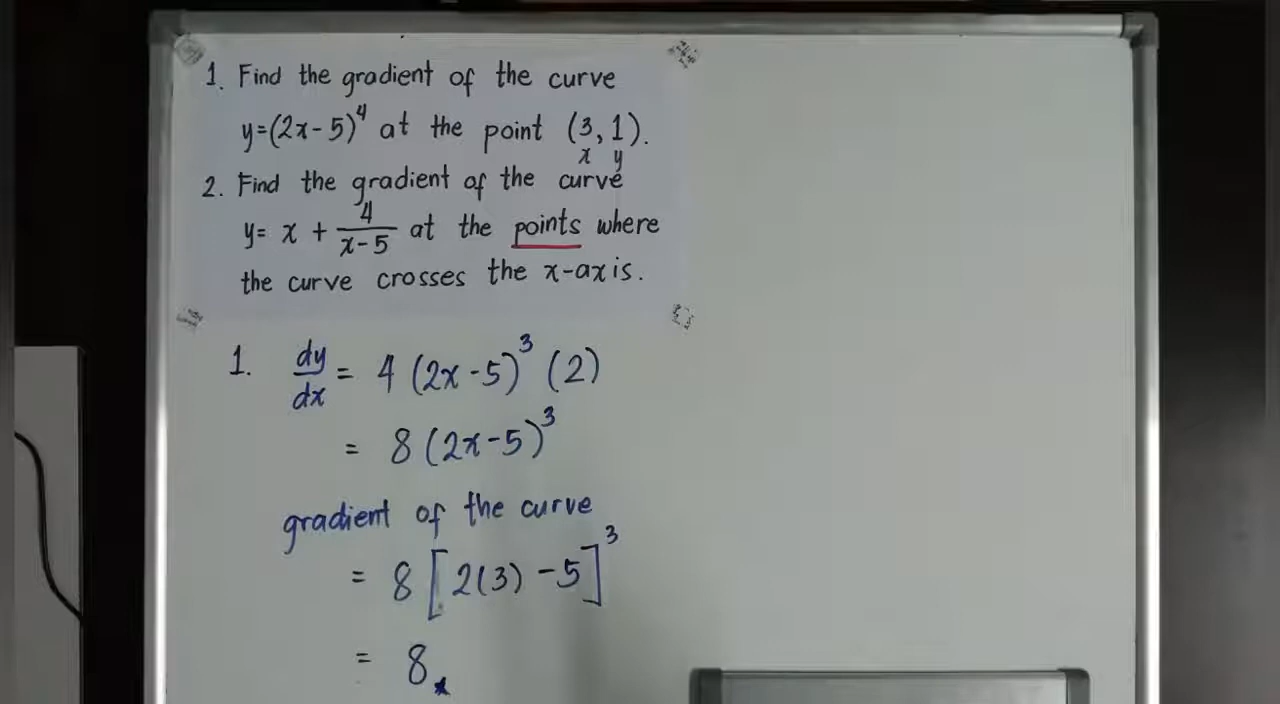 1. Find the gradient of the curve
y=(2x-5)⁴ at the point (3,1).
x y
2. Find the gradient of the curve
y= x + 4/(x-5) at the points where
the curve crosses the x-axis.
1. dy/dx = 4(2x-5)³(2)
= 8(2x-5)³
gradient of the curve
= 8[2(3)-5]³
= 8